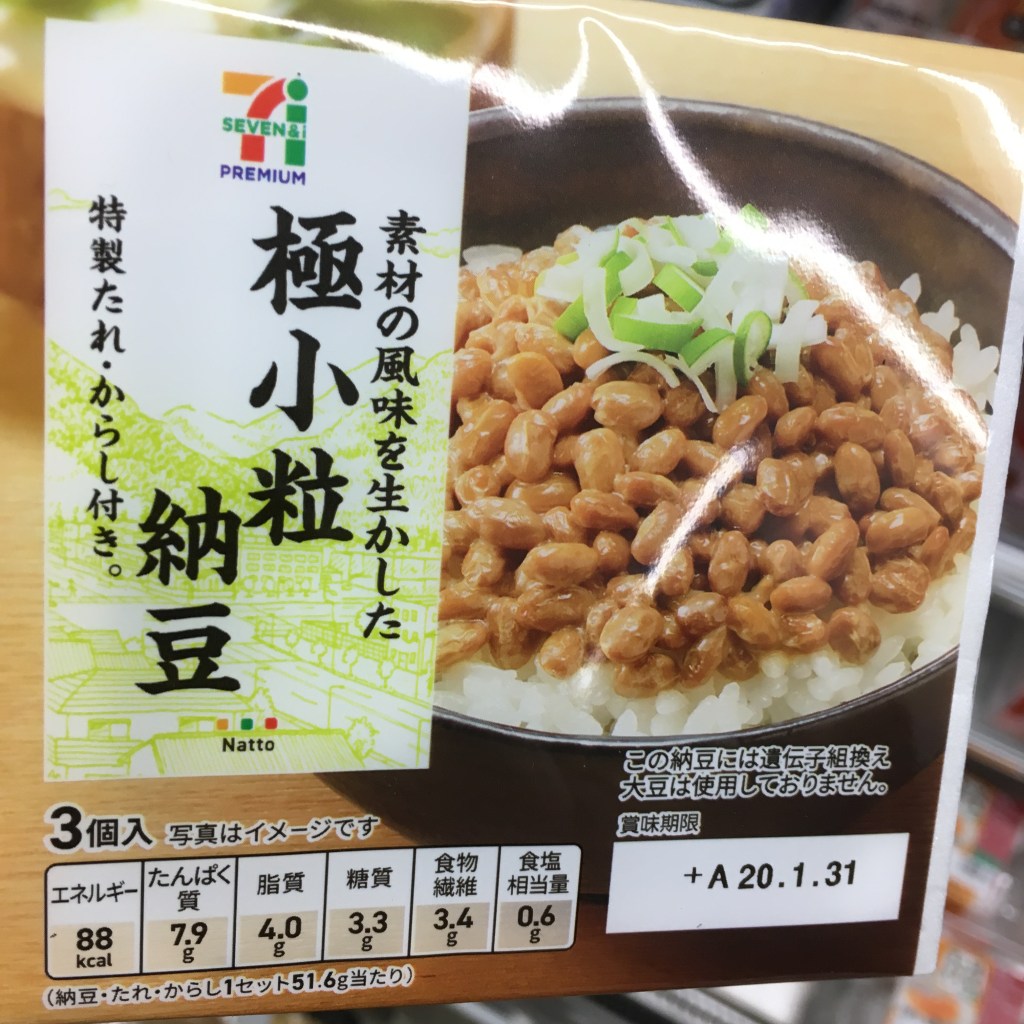 SEVEN&i
PREMIUM
素材の風味を生かした
極小粒
納豆
特製たれ・からし付き。
Natto
この納豆には遺伝子組換え
大豆は使用しておりません。
賞味期限
+A 20.1.31
3個入 写真はイメージです
エネルギー 88 kcal
たんぱく質 7.9 g
脂質 4.0 g
糖質 3.3 g
食物繊維 3.4 g
食塩相当量 0.6 g
(納豆・たれ・からし1セット51.6g当たり)